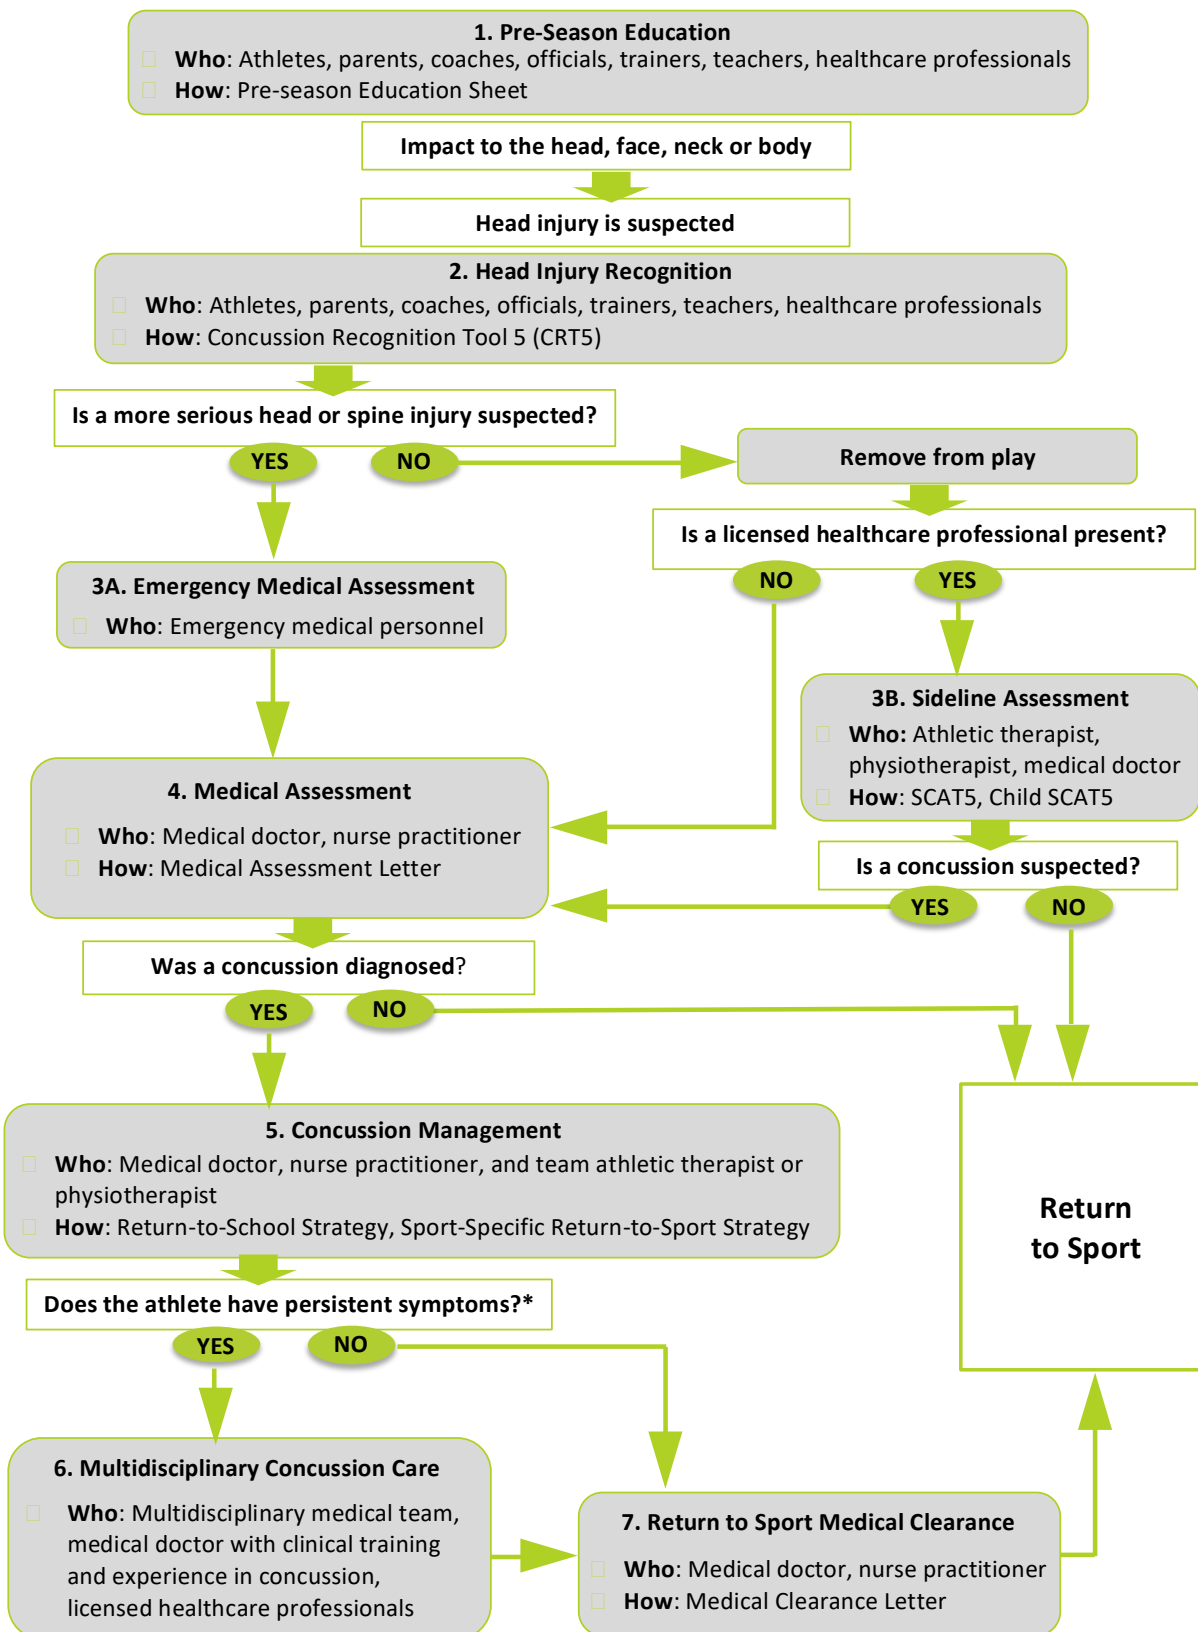 1. Pre-Season Education
Who: Athletes, parents, coaches, officials, trainers, teachers, healthcare professionals
How: Pre-season Education Sheet
Impact to the head, face, neck or body
Head injury is suspected
2. Head Injury Recognition
Who: Athletes, parents, coaches, officials, trainers, teachers, healthcare professionals
How: Concussion Recognition Tool 5 (CRT5)
Is a more serious head or spine injury suspected?
YES
NO
Remove from play
Is a licensed healthcare professional present?
NO
YES
3A. Emergency Medical Assessment
Who: Emergency medical personnel
3B. Sideline Assessment
Who: Athletic therapist,
physiotherapist, medical doctor
How: SCAT5, Child SCAT5
4. Medical Assessment
Who: Medical doctor, nurse practitioner
How: Medical Assessment Letter
Is a concussion suspected?
YES
NO
Was a concussion diagnosed?
YES
NO
5. Concussion Management
Who: Medical doctor, nurse practitioner, and team athletic therapist or
physiotherapist
How: Return-to-School Strategy, Sport-Specific Return-to-Sport Strategy
Return
to Sport
Does the athlete have persistent symptoms?*
YES
NO
6. Multidisciplinary Concussion Care
Who: Multidisciplinary medical team,
medical doctor with clinical training
and experience in concussion,
licensed healthcare professionals
7. Return to Sport Medical Clearance
Who: Medical doctor, nurse practitioner
How: Medical Clearance Letter